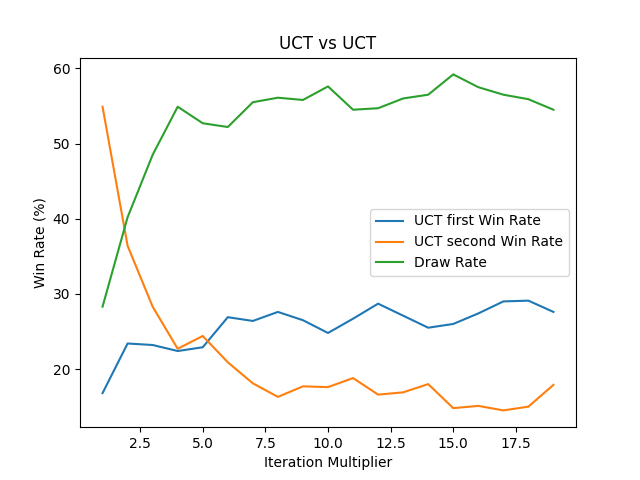 UCT vs UCT
60
50
40
30
20
Win Rate (%)
UCT first Win Rate
UCT second Win Rate
Draw Rate
2.5 5.0 7.5 10.0 12.5 15.0 17.5
Iteration Multiplier